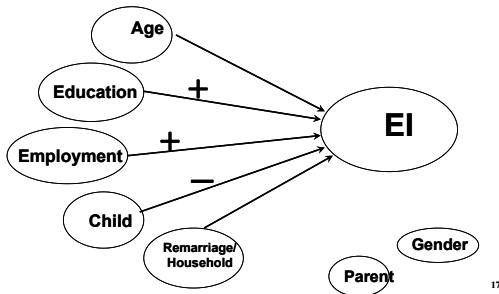 Age
Education
+
Employment
+
EI
–
Child
Remarriage/
Household
Gender
Parent
17